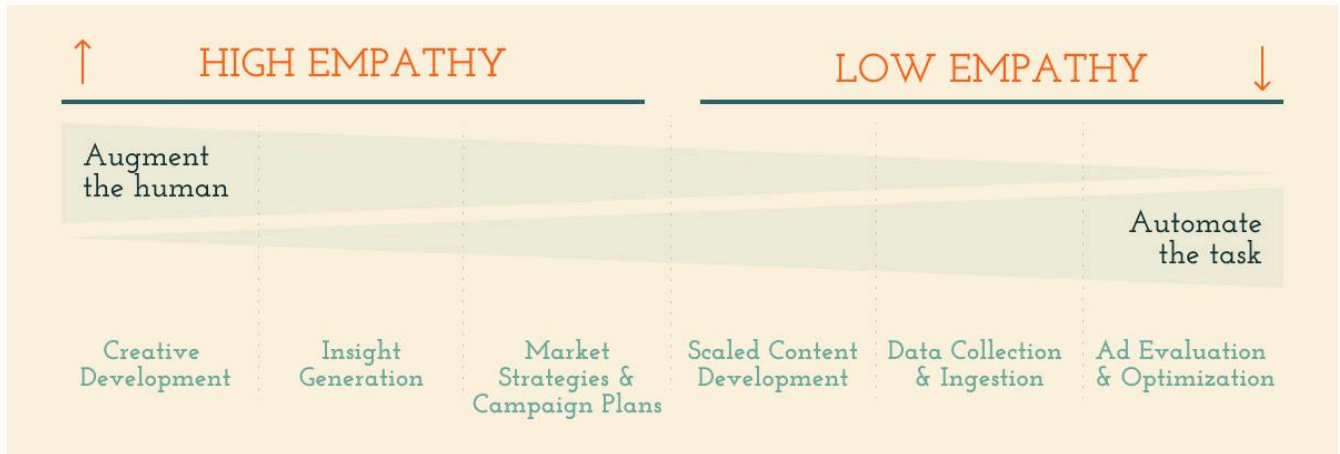 ↑ HIGH EMPATHY
LOW EMPATHY ↓
Augment
the human
Automate
the task
Creative
Development
Insight
Generation
Market
Strategies &
Campaign Plans
Scaled Content
Development
Data Collection
& Ingestion
Ad Evaluation
& Optimization